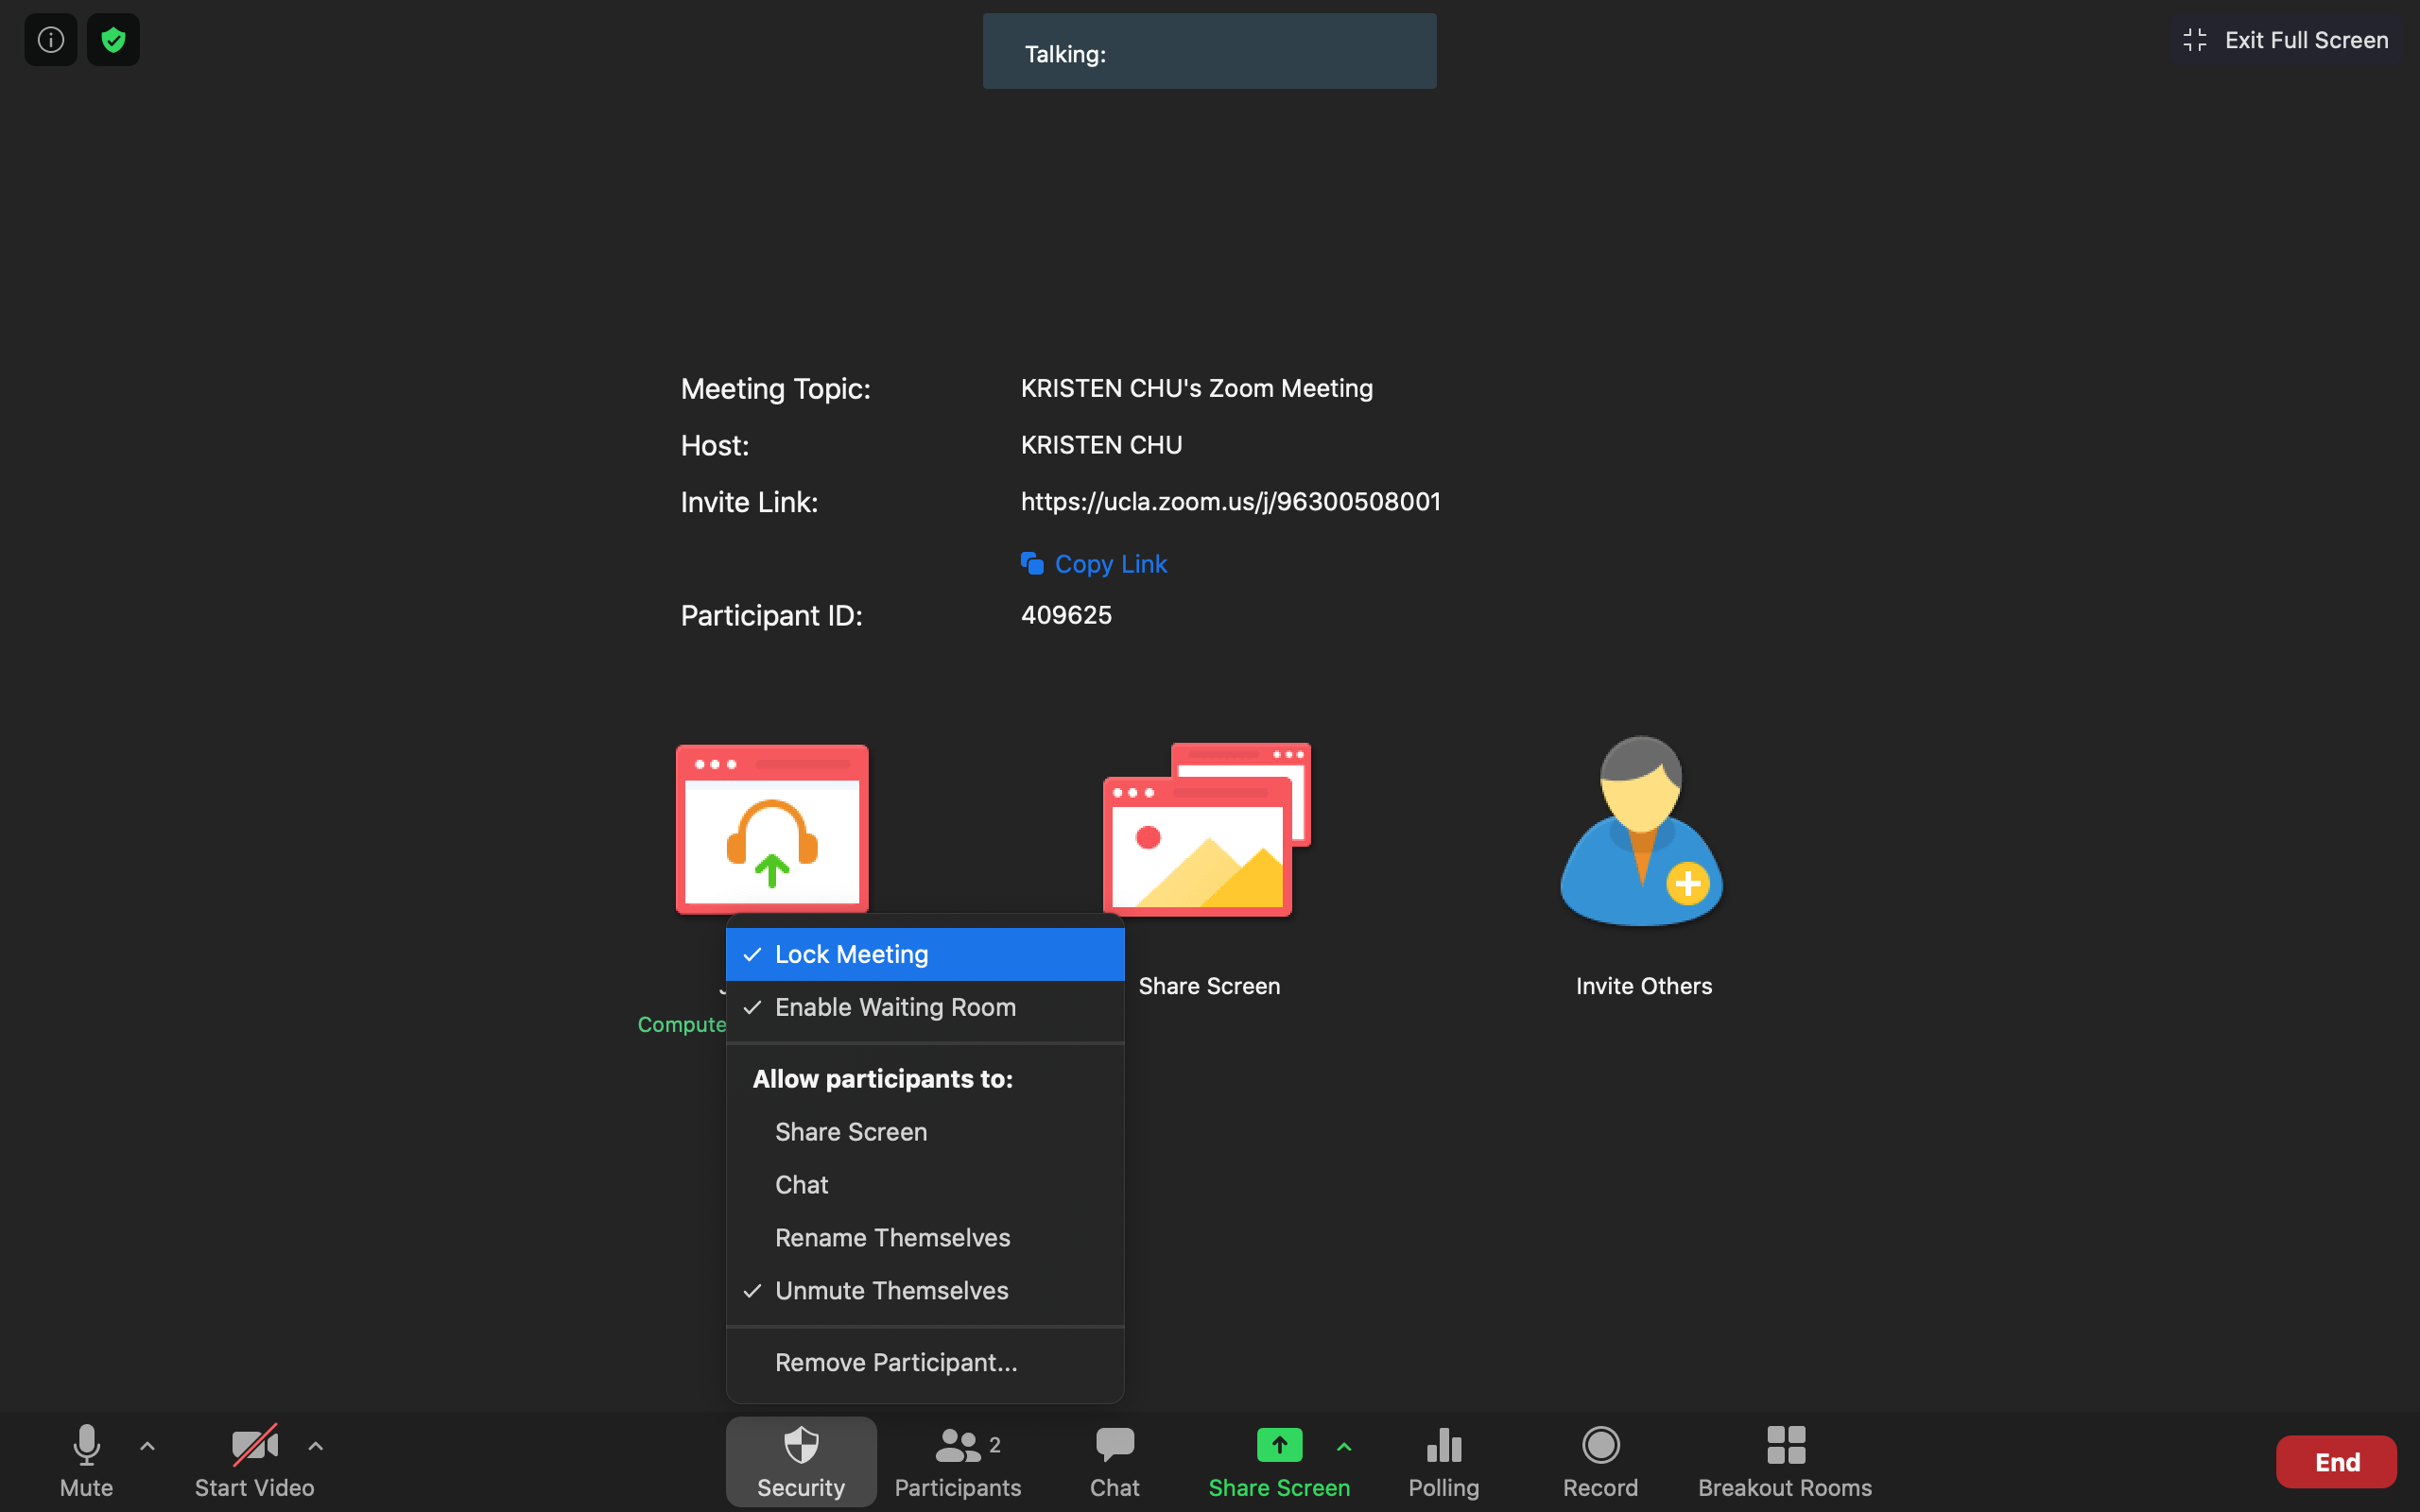 Talking:
Exit Full Screen
Meeting Topic: KRISTEN CHU's Zoom Meeting
Host: KRISTEN CHU
Invite Link: https://ucla.zoom.us/j/96300508001
Copy Link
Participant ID: 409625
Share Screen
Invite Others
Compute
Lock Meeting
Enable Waiting Room
Allow participants to:
Share Screen
Chat
Rename Themselves
Unmute Themselves
Remove Participant...
Mute
Start Video
Security
Participants 2
Chat
Share Screen
Polling
Record
Breakout Rooms
End